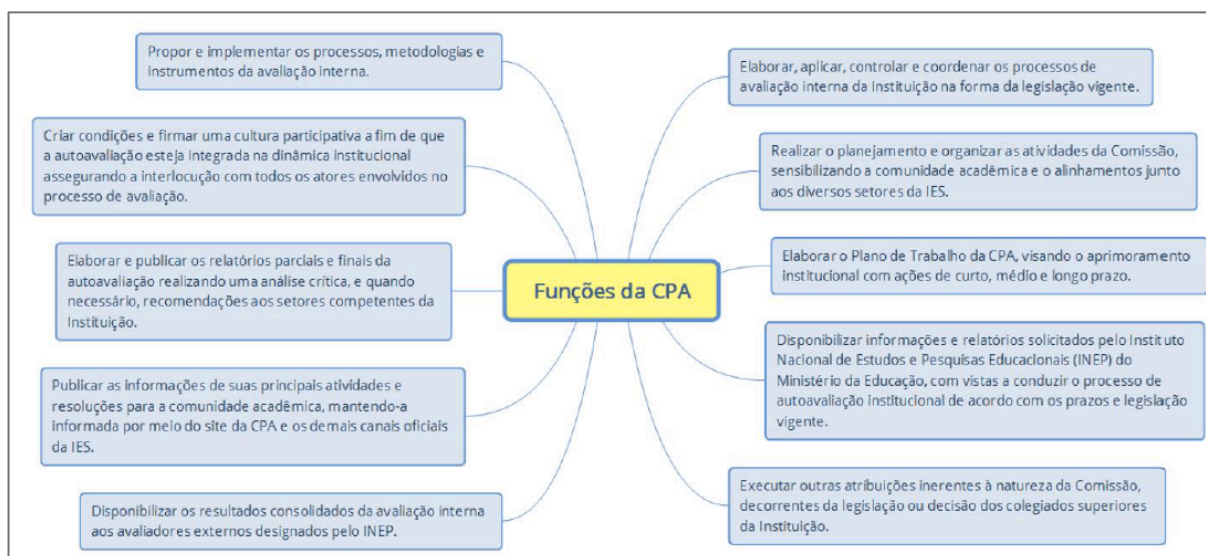 Propor e implementar os processos, metodologias e
instrumentos da avaliação interna.
Criar condições e firmar uma cultura participativa a fim de que
a autoavaliação esteja integrada na dinâmica institucional
assegurando a interlocução com todos os atores envolvidos no
processo de avaliação.
Elaborar e publicar os relatórios parciais e finais da
autoavaliação realizando uma análise crítica, e quando
necessário, recomendações aos setores competentes da
Instituição.
Publicar as informações de suas principais atividades e
resoluções para a comunidade acadêmica, mantendo-a
informada por meio do site da CPA e os demais canais oficiais
da IES.
Disponibilizar os resultados consolidados da avaliação interna
aos avaliadores externos designados pelo INEP.
Funções da CPA
Elaborar, aplicar, controlar e coordenar os processos de
avaliação interna da Instituição na forma da legislação vigente.
Realizar o planejamento e organizar as atividades da Comissão,
sensibilizando a comunidade acadêmica e o alinhamentos junto
aos diversos setores da IES.
Elaborar o Plano de Trabalho da CPA, visando o aprimoramento
institucional com ações de curto, médio e longo prazo.
Disponibilizar informações e relatórios solicitados pelo Instituto
Nacional de Estudos e Pesquisas Educacionais (INEP) do
Ministério da Educação, com vistas a conduzir o processo de
autoavaliação institucional de acordo com os prazos e legislação
vigente.
Executar outras atribuições inerentes à natureza da Comissão,
decorrentes da legislação ou decisão dos colegiados superiores
da Instituição.